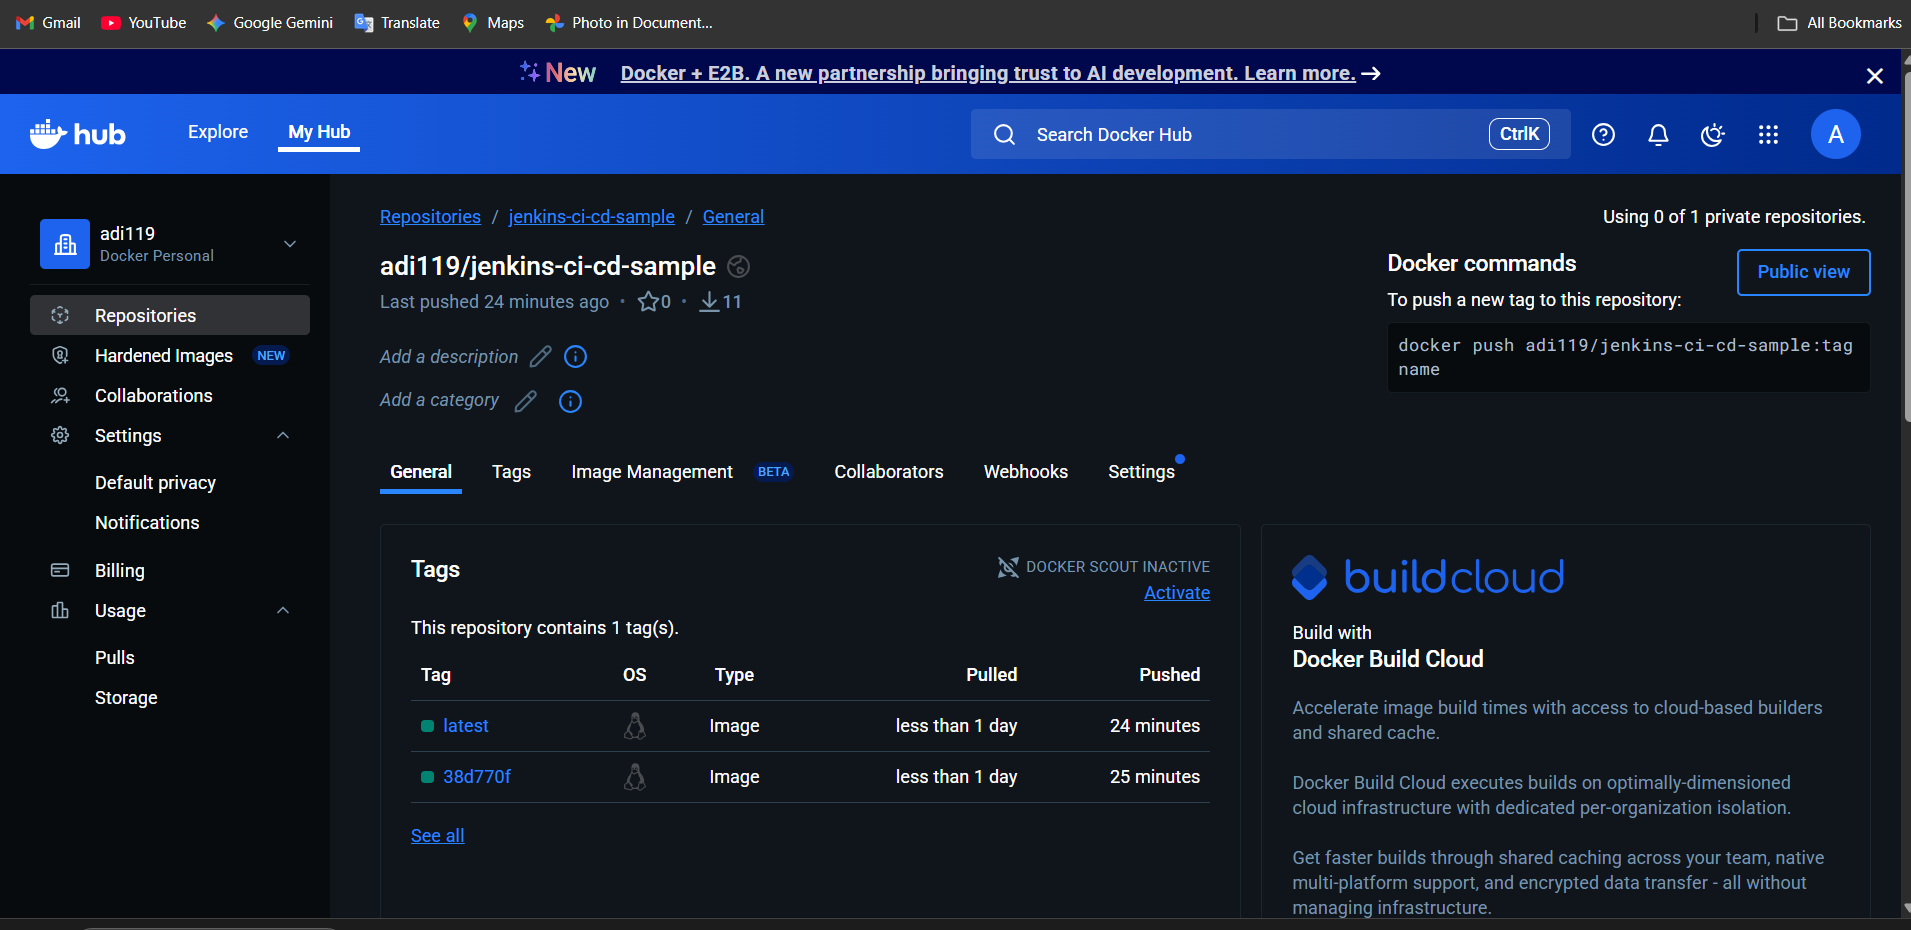 Gmail YouTube Google Gemini Translate Maps Photo in Document... All Bookmarks
New Docker + E2B. A new partnership bringing trust to AI development. Learn more. →
hub Explore My Hub Search Docker Hub CtrlK A
adi119
Docker Personal
Repositories
Hardened Images NEW
Collaborations
Settings
Default privacy
Notifications
Billing
Usage
Pulls
Storage
Repositories / jenkins-ci-cd-sample / General
Using 0 of 1 private repositories.
adi119/jenkins-ci-cd-sample
Last pushed 24 minutes ago • 0 • 11
Add a description
Add a category
Docker commands
Public view
To push a new tag to this repository:
docker push adi119/jenkins-ci-cd-sample:tag
name
General Tags Image Management BETA Collaborators Webhooks Settings
Tags
DOCKER SCOUT INACTIVE
Activate
This repository contains 1 tag(s).
Tag OS Type Pulled Pushed
latest Image less than 1 day 24 minutes
38d770f Image less than 1 day 25 minutes
See all
buildcloud
Build with
Docker Build Cloud
Accelerate image build times with access to cloud-based builders
and shared cache.
Docker Build Cloud executes builds on optimally-dimensioned
cloud infrastructure with dedicated per-organization isolation.
Get faster builds through shared caching across your team, native
multi-platform support, and encrypted data transfer - all without
managing infrastructure.